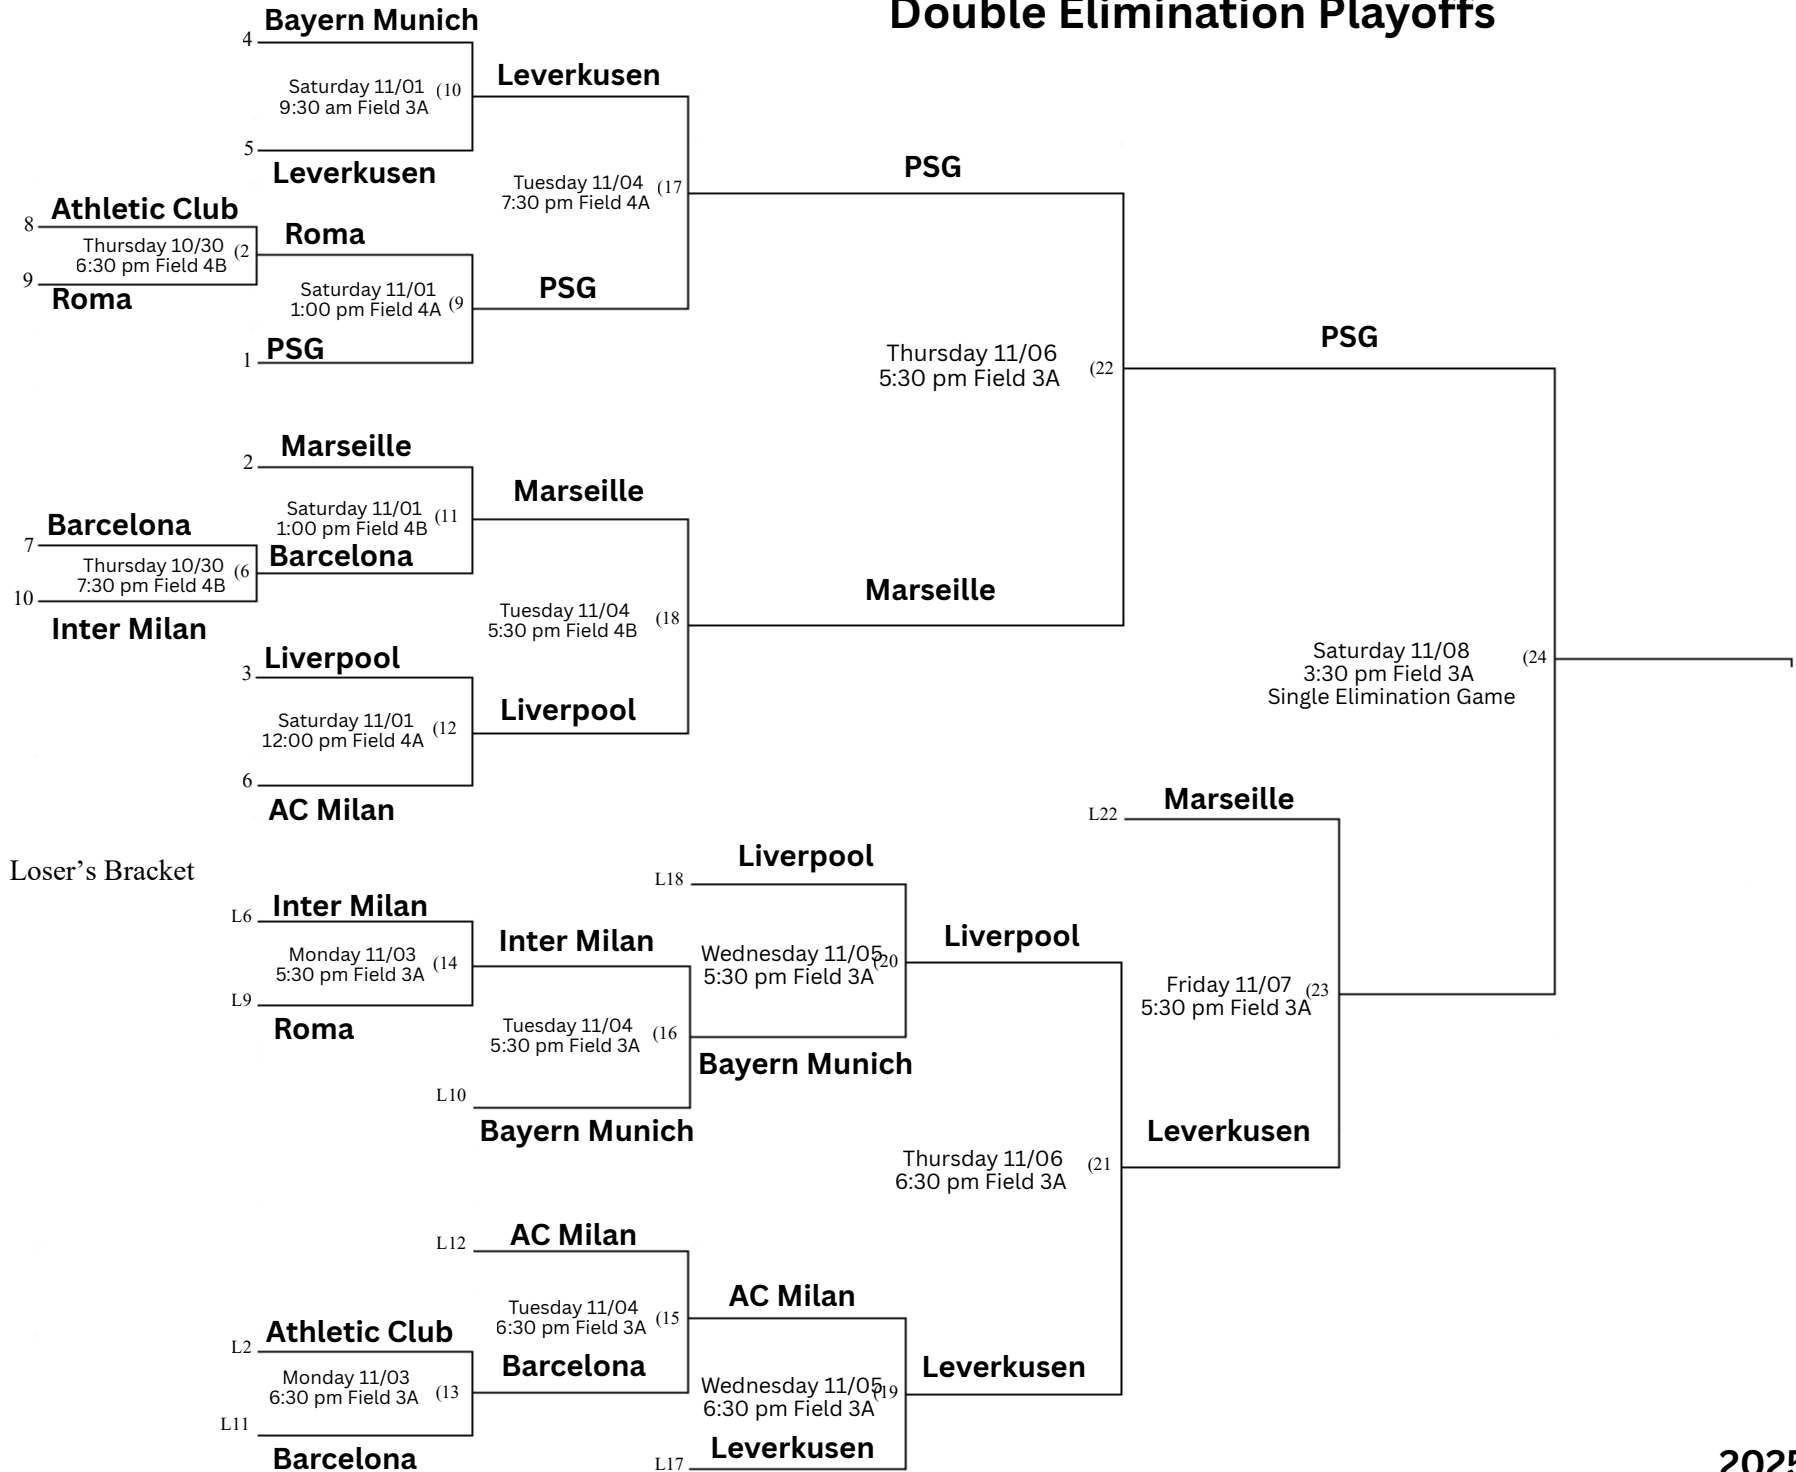 Double Elimination Playoffs
Bayern Munich
4
Saturday 11/01
9:30 am Field 3A
(10
5
Leverkusen
Leverkusen
Athletic Club
8
Thursday 10/30
6:30 pm Field 4B
(2
9
Roma
Roma
Saturday 11/01
1:00 pm Field 4A
(9
1
PSG
PSG
Tuesday 11/04
7:30 pm Field 4A
(17
PSG
Marseille
2
Saturday 11/01
1:00 pm Field 4B
(11
Barcelona
7
Thursday 10/30
7:30 pm Field 4B
(6
10
Inter Milan
Barcelona
Marseille
Tuesday 11/04
5:30 pm Field 4B
(18
Liverpool
3
Saturday 11/01
12:00 pm Field 4A
(12
6
AC Milan
Liverpool
Marseille
Thursday 11/06
5:30 pm Field 3A
(22
PSG
Saturday 11/08
3:30 pm Field 3A
Single Elimination Game
(24
Loser’s Bracket
L6
Inter Milan
Monday 11/03
5:30 pm Field 3A
(14
L9
Roma
Inter Milan
Tuesday 11/04
5:30 pm Field 3A
(16
L10
Bayern Munich
L18
Liverpool
Wednesday 11/05
5:30 pm Field 3A
(20
Bayern Munich
Liverpool
Thursday 11/06
6:30 pm Field 3A
(21
L22
Marseille
Friday 11/07
5:30 pm Field 3A
(23
Leverkusen
L12
AC Milan
Tuesday 11/04
6:30 pm Field 3A
(15
L2
Athletic Club
Monday 11/03
6:30 pm Field 3A
(13
L11
Barcelona
Barcelona
AC Milan
Wednesday 11/05
6:30 pm Field 3A
(19
L17
Leverkusen
Leverkusen
2025